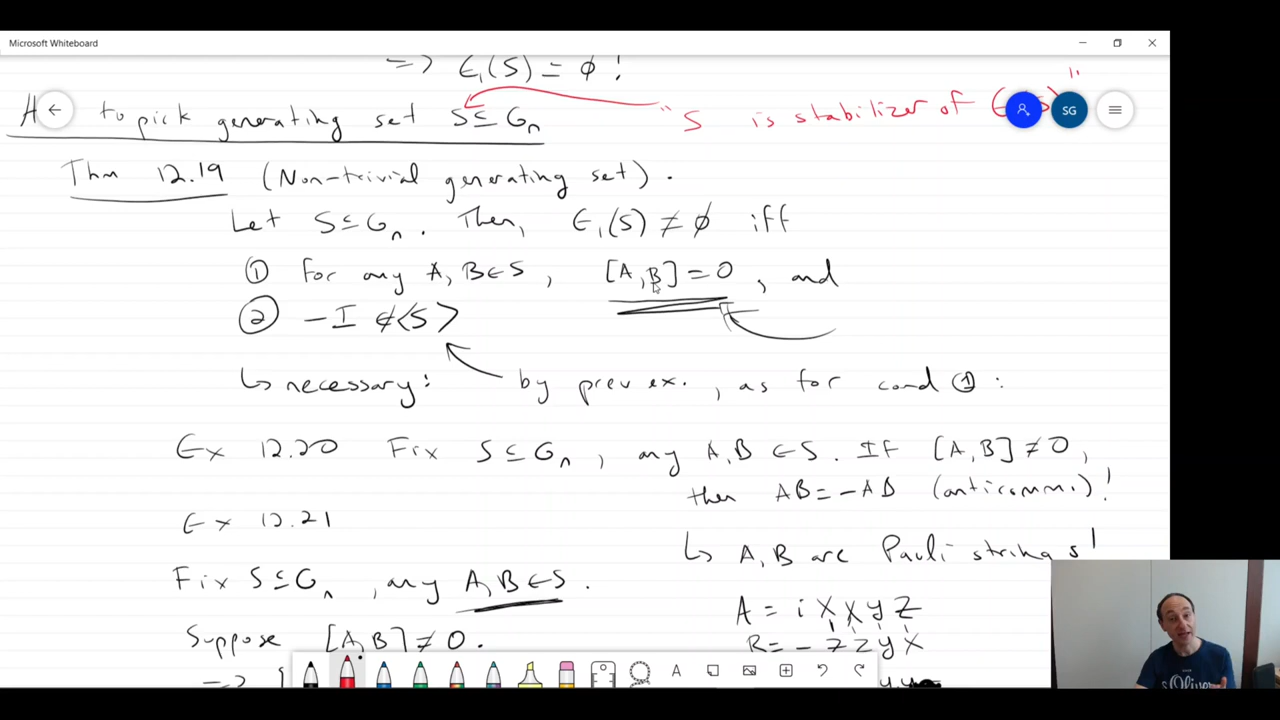 Microsoft Whiteboard
=> E₁(S) = ∅ !
to pick generating set S ⊆ Gₙ
"S is stabilizer of
SG
Thm 12.19 (Non-trivial generating set).
Let S ⊆ Gₙ. Then, E₁(S) ≠ ∅ iff
① For any A, B ∈ S, [A,B] = 0, and
② -I ∉ <S>
↳ necessary: by prev ex., as for cond ①:
Ex 12.20 Fix S ⊆ Gₙ, any A,B ∈ S. If [A,B] ≠ 0,
then AB = -AB (anticomm.)!
Ex 12.21
↳ A, B are Pauli strings!
Fix S ⊆ Gₙ, any A, B ∈ S.
A = i X X Y Z
Suppose [A,B] ≠ 0.
B = - Z Z Y X
=>
A
Oliver